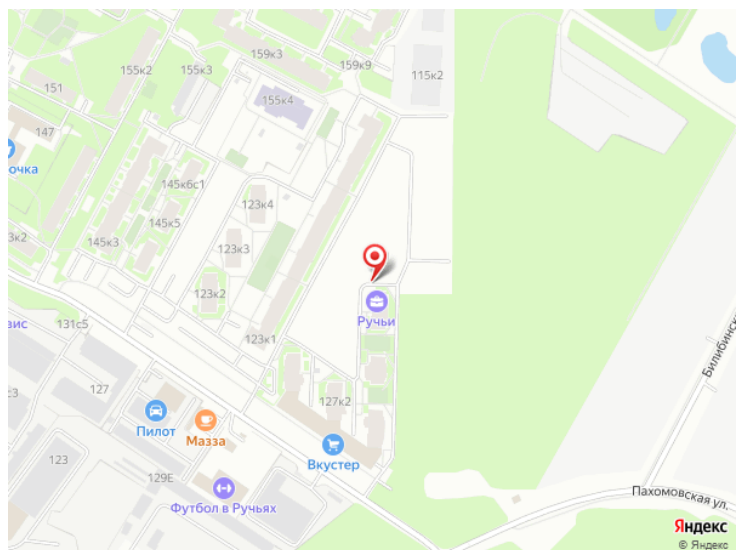 159к3
159к9
155к2
155к3
115к2
151
155к4
147
очка
145к6с1
123к4
145к5
3к2
145к3
123к3
123к2
Ручьи
131с5
вис
123к1
Билибинск
127
с3
127к2
Пилот
Мазза
Вкустер
123
129Е
Футбол в Ручьях
Пахомовская ул.
Яндекс
© Яндекс